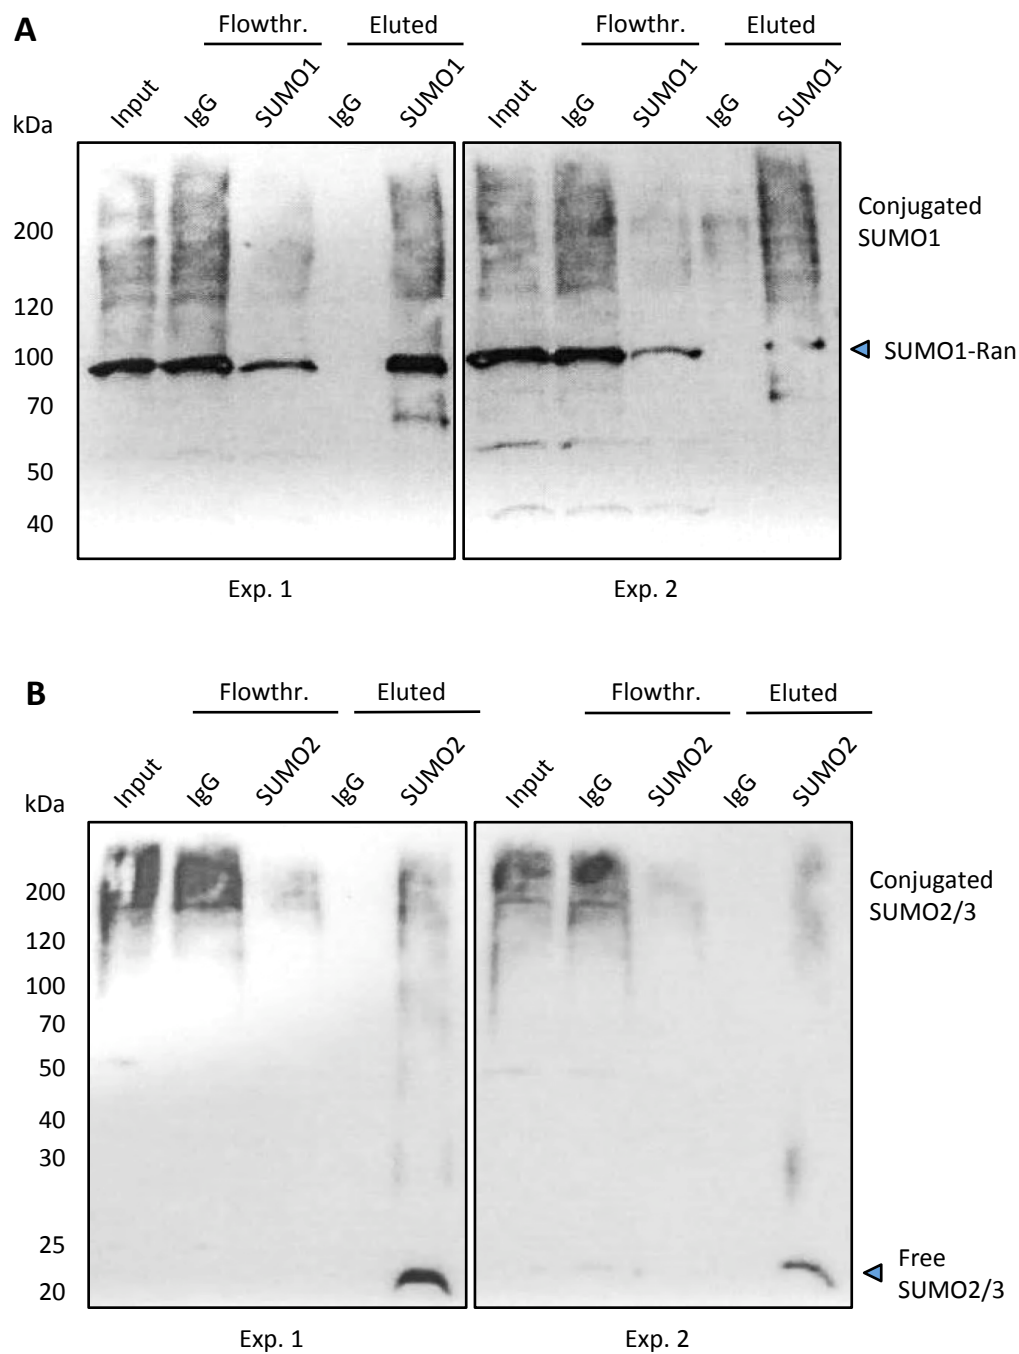 A
Flowthr. Eluted Flowthr. Eluted
Input IgG SUMO1 IgG SUMO1 Input IgG SUMO1 IgG SUMO1
kDa
Conjugated
SUMO1
200
120
100
SUMO1-Ran
70
50
40
Exp. 1 Exp. 2
B
Flowthr. Eluted Flowthr. Eluted
Input IgG SUMO2 IgG SUMO2 Input IgG SUMO2 IgG SUMO2
kDa
Conjugated
SUMO2/3
200
120
100
70
50
40
30
25
20
Free
SUMO2/3
Exp. 1 Exp. 2